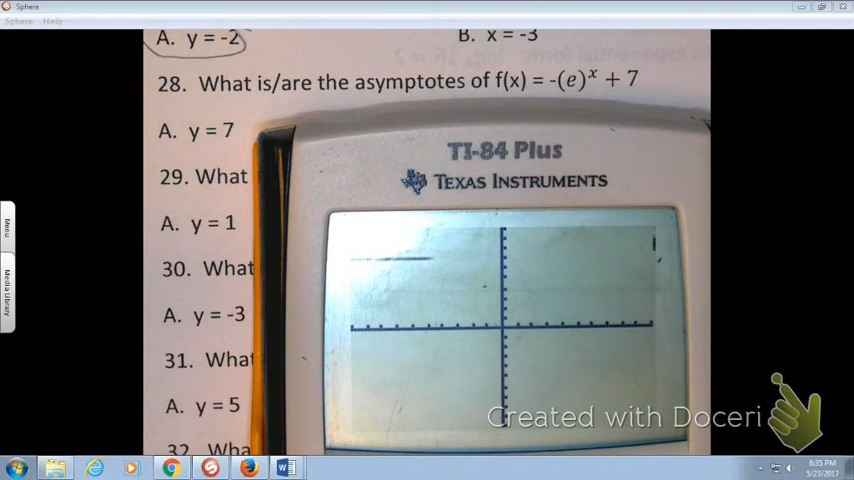 Sphere
Sphere Help
A. y = -2
B. x = -3
28. What is/are the asymptotes of f(x) = -(e)ˣ + 7
A. y = 7
TI-84 Plus
29. What
TEXAS INSTRUMENTS
A. y = 1
30. What
A. y = -3
31. What
A. y = 5
32. Wha
Menu
Media Library
Created with Doceri
6:35 PM
5/23/2017